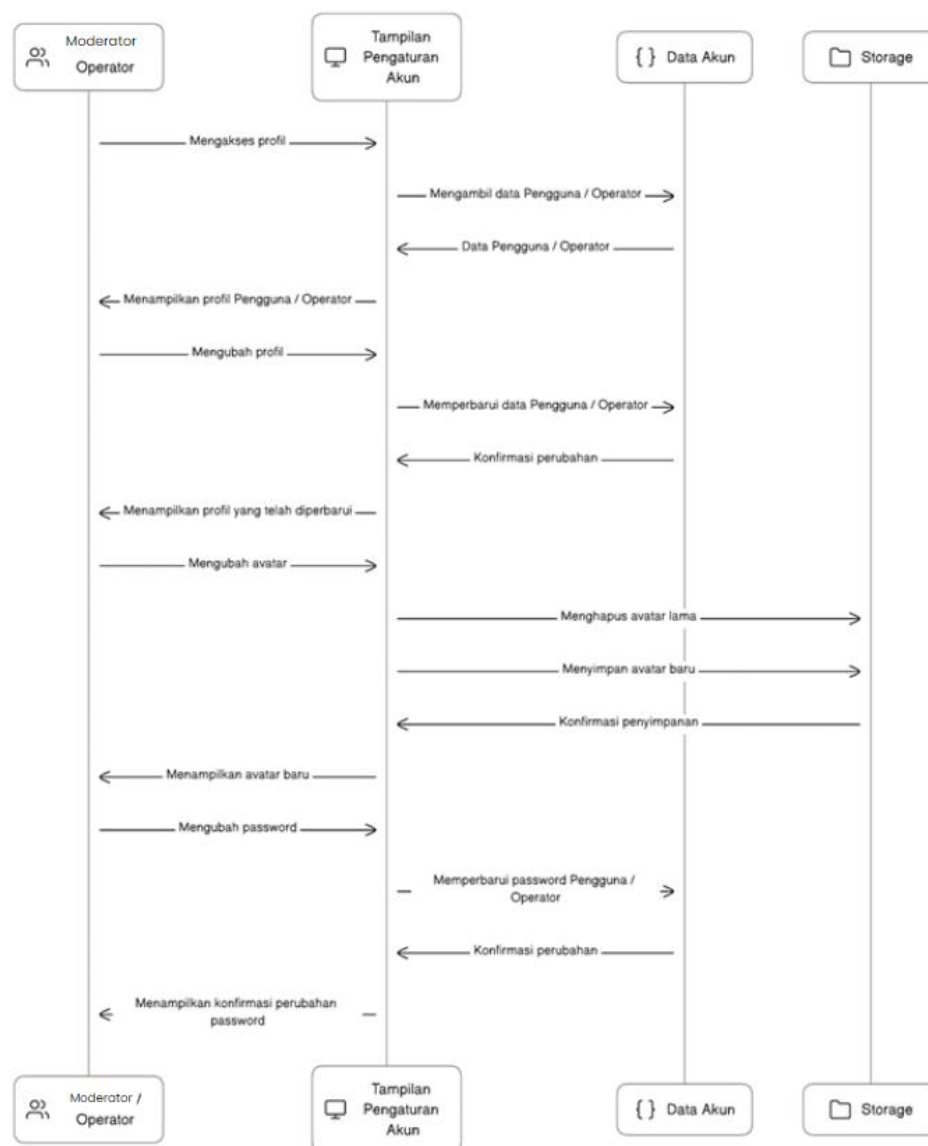 Moderator
Operator
Tampilan
Pengaturan
Akun
{ } Data Akun
Storage
Mengakses profil
Mengambil data Pengguna / Operator
Data Pengguna / Operator
Menampilkan profil Pengguna / Operator
Mengubah profil
Memperbarui data Pengguna / Operator
Konfirmasi perubahan
Menampilkan profil yang telah diperbarui
Mengubah avatar
Menghapus avatar lama
Menyimpan avatar baru
Konfirmasi penyimpanan
Menampilkan avatar baru
Mengubah password
Memperbarui password Pengguna /
Operator
Konfirmasi perubahan
Menampilkan konfirmasi perubahan
password
Moderator /
Operator
Tampilan
Pengaturan
Akun
{ } Data Akun
Storage